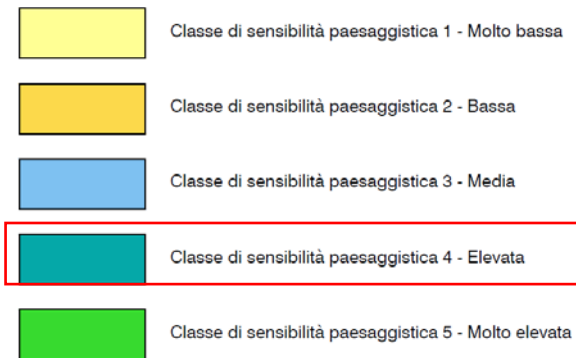 Classe di sensibilità paesaggistica 1 - Molto bassa
Classe di sensibilità paesaggistica 2 - Bassa
Classe di sensibilità paesaggistica 3 - Media
Classe di sensibilità paesaggistica 4 - Elevata
Classe di sensibilità paesaggistica 5 - Molto elevata